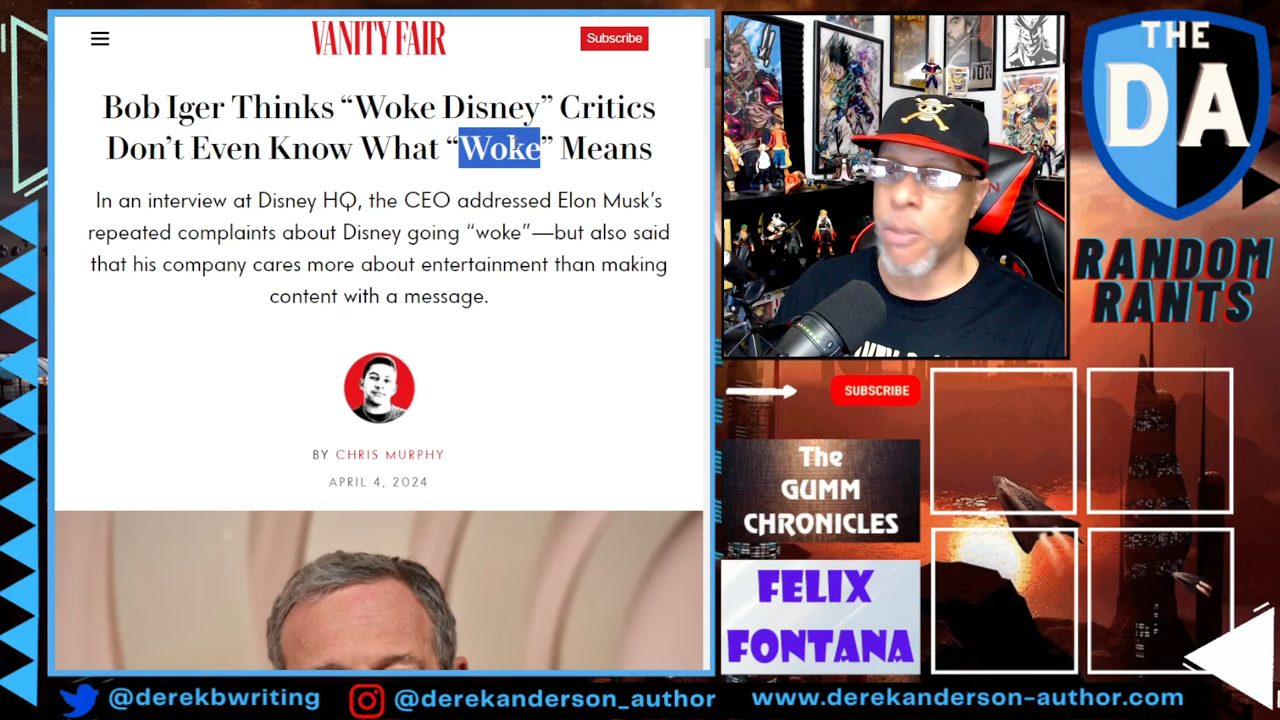 VANITY FAIR
Subscribe
Bob Iger Thinks “Woke Disney” Critics
Don’t Even Know What “Woke” Means
In an interview at Disney HQ, the CEO addressed Elon Musk’s
repeated complaints about Disney going “woke”—but also said
that his company cares more about entertainment than making
content with a message.
BY CHRIS MURPHY
APRIL 4, 2024
THE
DA
RANDOM
RANTS
SUBSCRIBE
The
GUMM
CHRONICLES
FELIX
FONTANA
@derekbwriting
@derekanderson_author
www.derekanderson-author.com